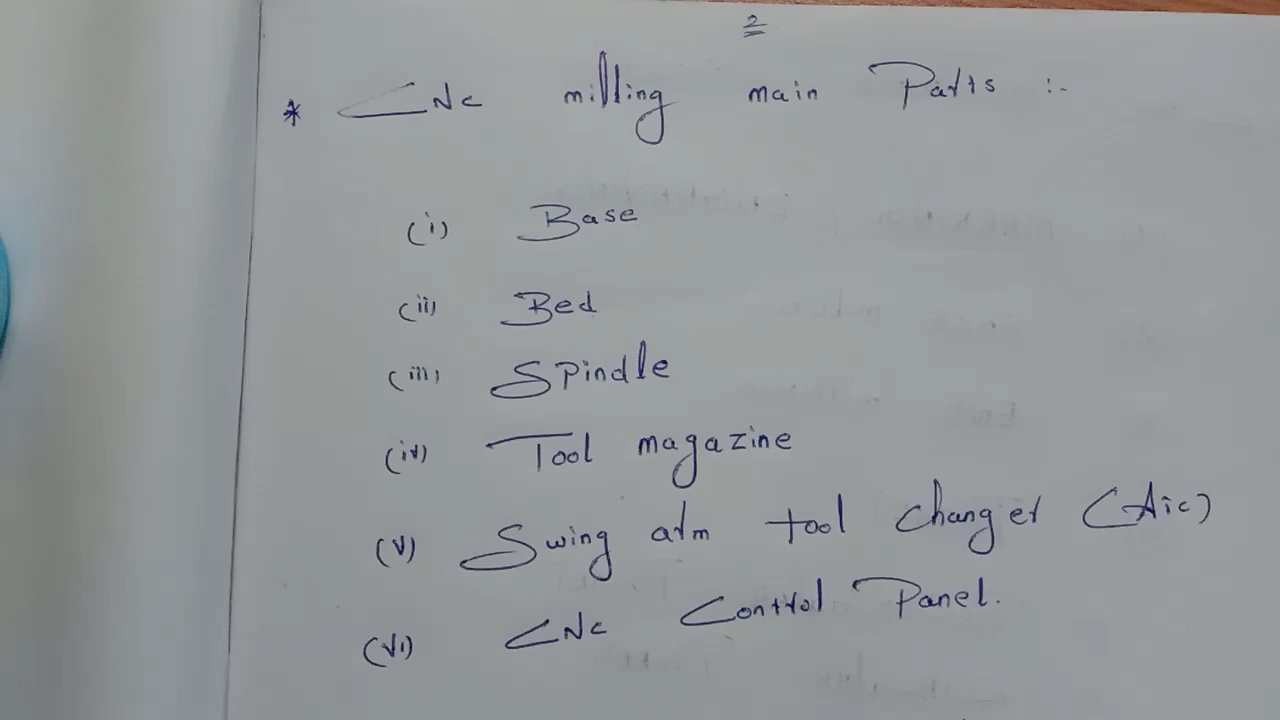 2
* CNC milling main Parts :-
(i) Base
(ii) Bed
(iii) Spindle
(iv) Tool magazine
(v) Swing arm tool changer (Aic)
(vi) CNC Control Panel.